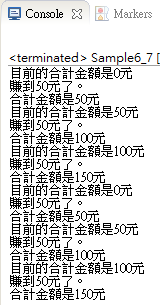 Console Markers
<terminated> Sample6_7 [
目前的合計金額是0元
賺到50元了。
合計金額是50元
目前的合計金額是50元
賺到50元了。
合計金額是100元
目前的合計金額是100元
賺到50元了。
合計金額是150元
目前的合計金額是0元
賺到50元了。
合計金額是50元
目前的合計金額是50元
賺到50元了。
合計金額是100元
目前的合計金額是100元
賺到50元了。
合計金額是150元